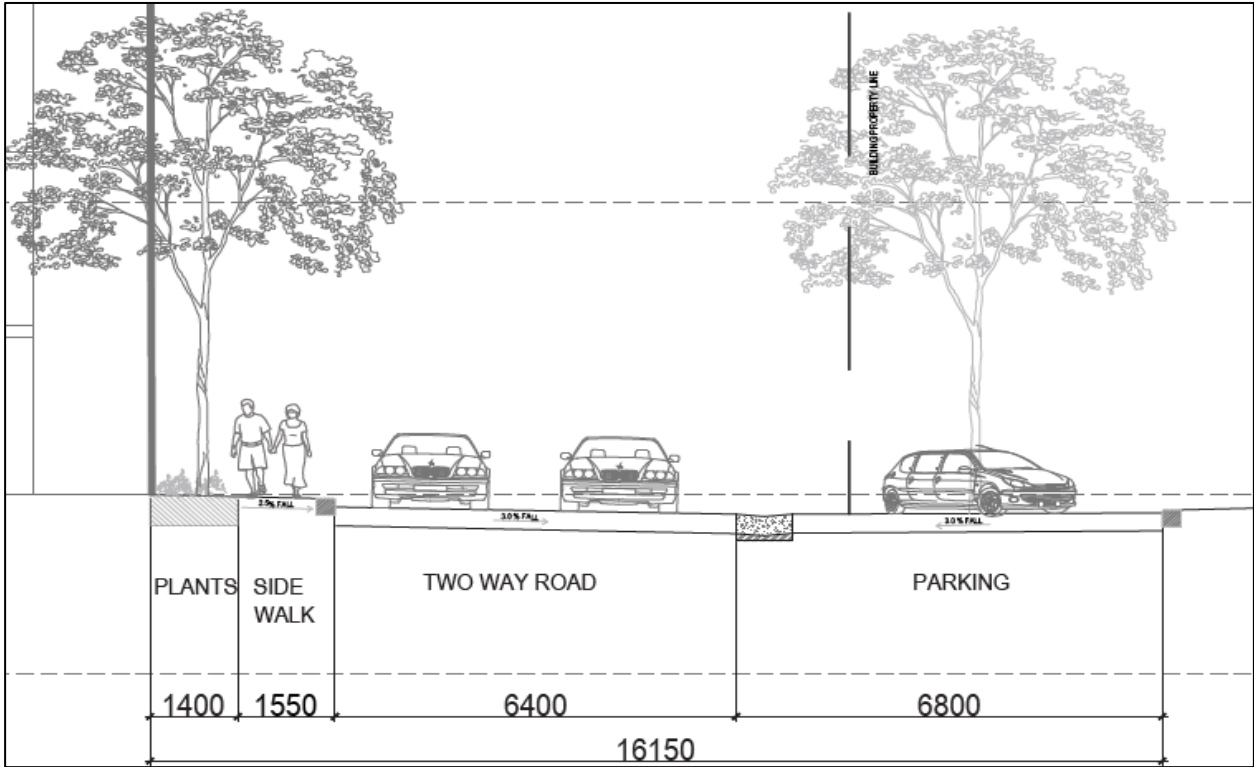 BUILDING PROPERTY LINE
2.5% FALL
3.0% FALL
3.0% FALL
PLANTS
SIDE
WALK
TWO WAY ROAD
PARKING
1400
1550
6400
6800
16150